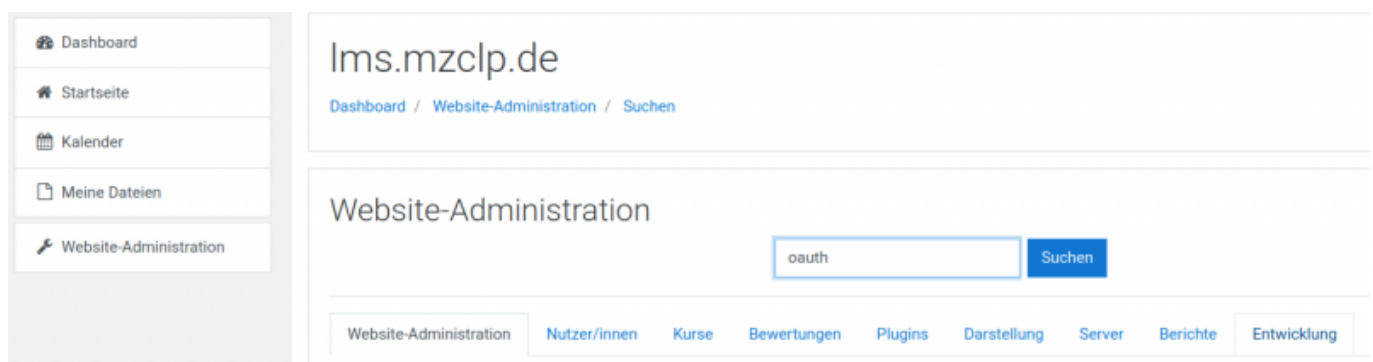 Dashboard
Startseite
Kalender
Meine Dateien
Website-Administration
lms.mzclp.de
Dashboard / Website-Administration / Suchen
Website-Administration
oauth Suchen
Website-Administration Nutzer/innen Kurse Bewertungen Plugins Darstellung Server Berichte Entwicklung